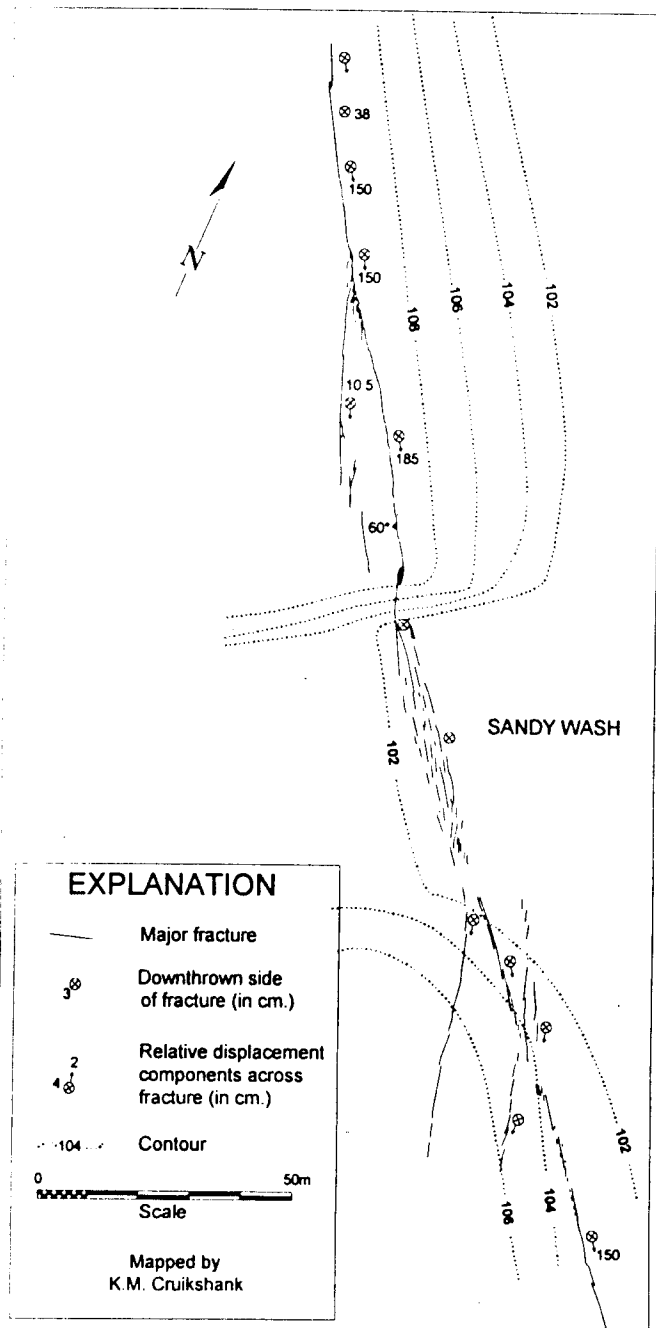 38
150
N
150
108
106
104
102
10 5
185
60°
SANDY WASH
102
EXPLANATION
Major fracture
3
Downthrown side
of fracture (in cm.)
2
4
Relative displacement
components across
fracture (in cm.)
104
Contour
0
50m
Scale
Mapped by
K.M. Cruikshank
102
106
104
150